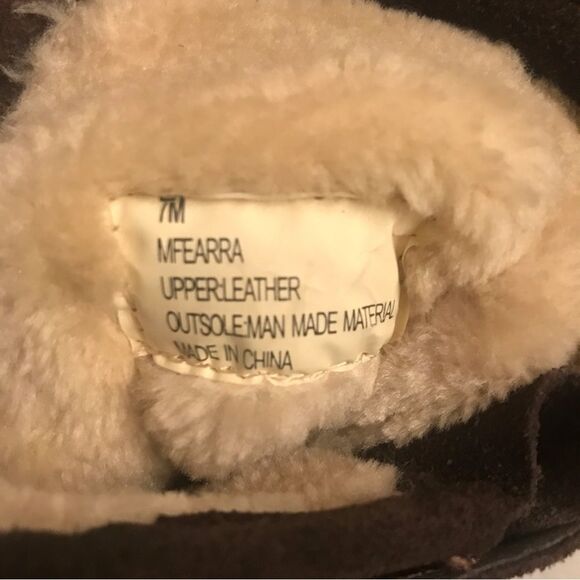 7M
MFEARRA
UPPER:LEATHER
OUTSOLE:MAN MADE MATERIAL
MADE IN CHINA